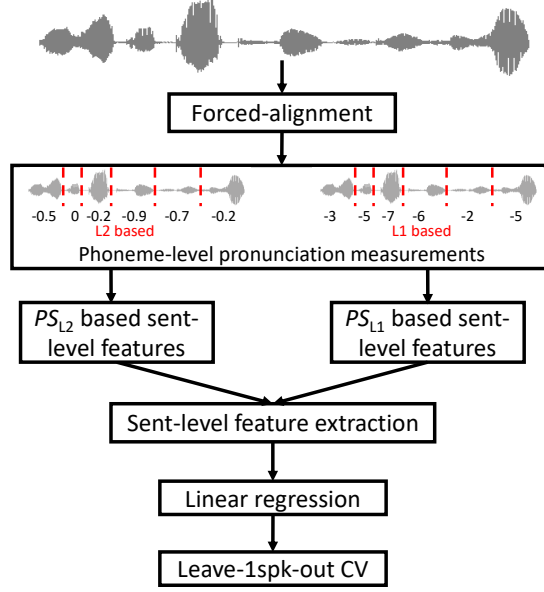 Forced-alignment
-0.5 0 -0.2 -0.9 -0.7 -0.2
L2 based
-3 -5 -7 -6 -2 -5
L1 based
Phoneme-level pronunciation measurements
PSL2 based sent-
level features
PSL1 based sent-
level features
Sent-level feature extraction
Linear regression
Leave-1spk-out CV